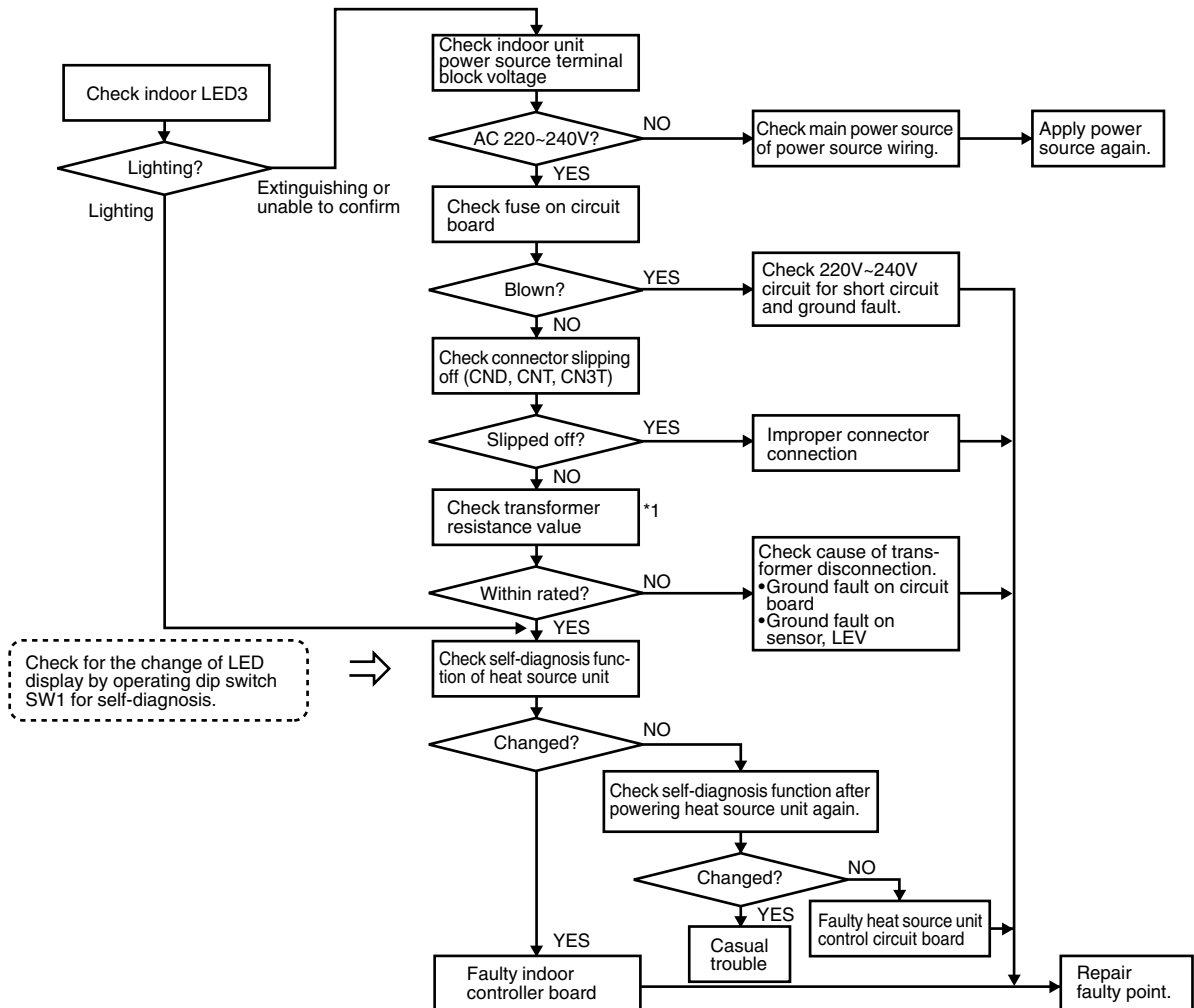 Check indoor LED3
Lighting?
Lighting
Extinguishing or
unable to confirm
Check indoor unit
power source terminal
block voltage
AC 220~240V?
NO
Check main power source
of power source wiring.
Apply power
source again.
YES
Check fuse on circuit
board
Blown?
YES
Check 220V~240V
circuit for short circuit
and ground fault.
NO
Check connector slipping
off (CND, CNT, CN3T)
Slipped off?
YES
Improper connector
connection
NO
Check transformer
resistance value
*1
Within rated?
NO
Check cause of trans-
former disconnection.
•Ground fault on circuit
board
•Ground fault on
sensor, LEV
YES
Check for the change of LED
display by operating dip switch
SW1 for self-diagnosis.
Check self-diagnosis func-
tion of heat source unit
Changed?
NO
Check self-diagnosis function after
powering heat source unit again.
Changed?
NO
Faulty heat source unit
control circuit board
YES
Casual
trouble
YES
Faulty indoor
controller board
Repair
faulty point.